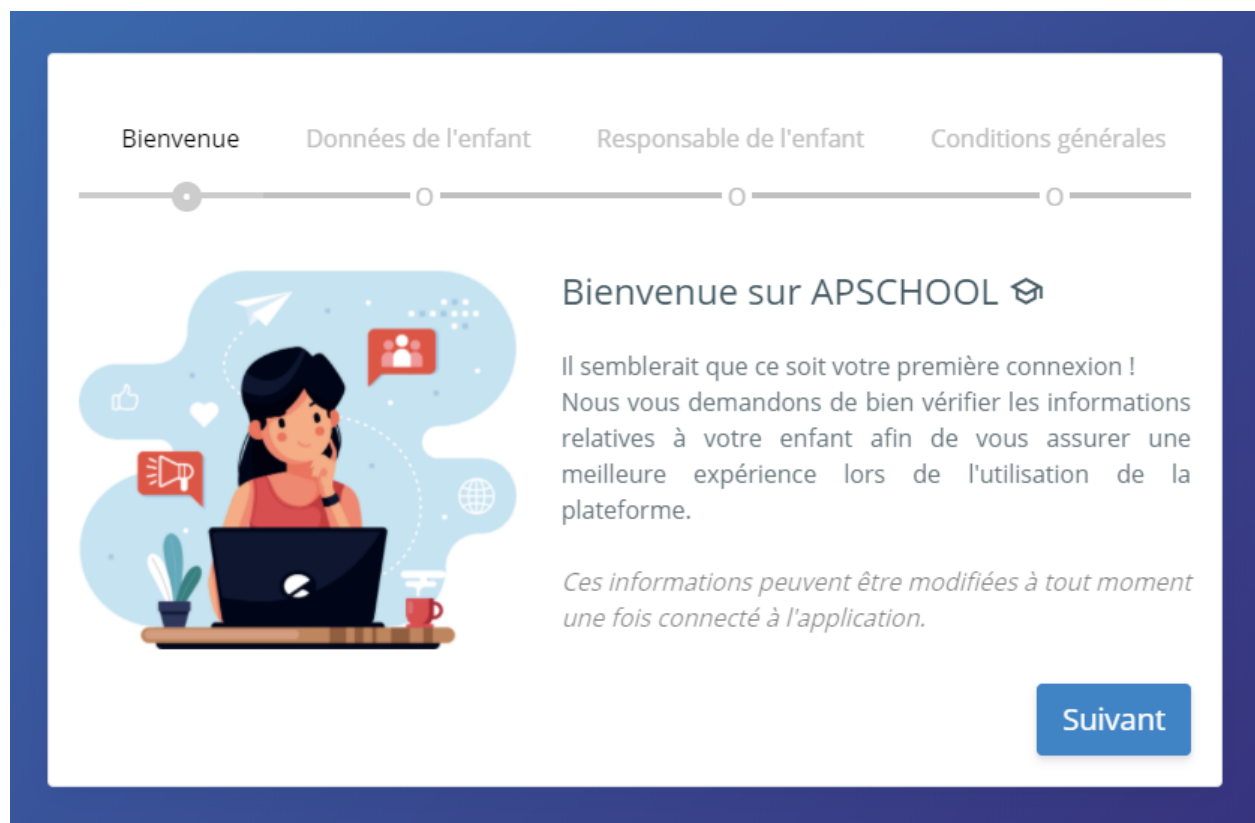 Bienvenue
Données de l'enfant
Responsable de l'enfant
Conditions générales
Bienvenue sur APSCHOOL
Il semblerait que ce soit votre première connexion !
Nous vous demandons de bien vérifier les informations
relatives à votre enfant afin de vous assurer une
meilleure expérience lors de l'utilisation de la
plateforme.
Ces informations peuvent être modifiées à tout moment
une fois connecté à l'application.
Suivant